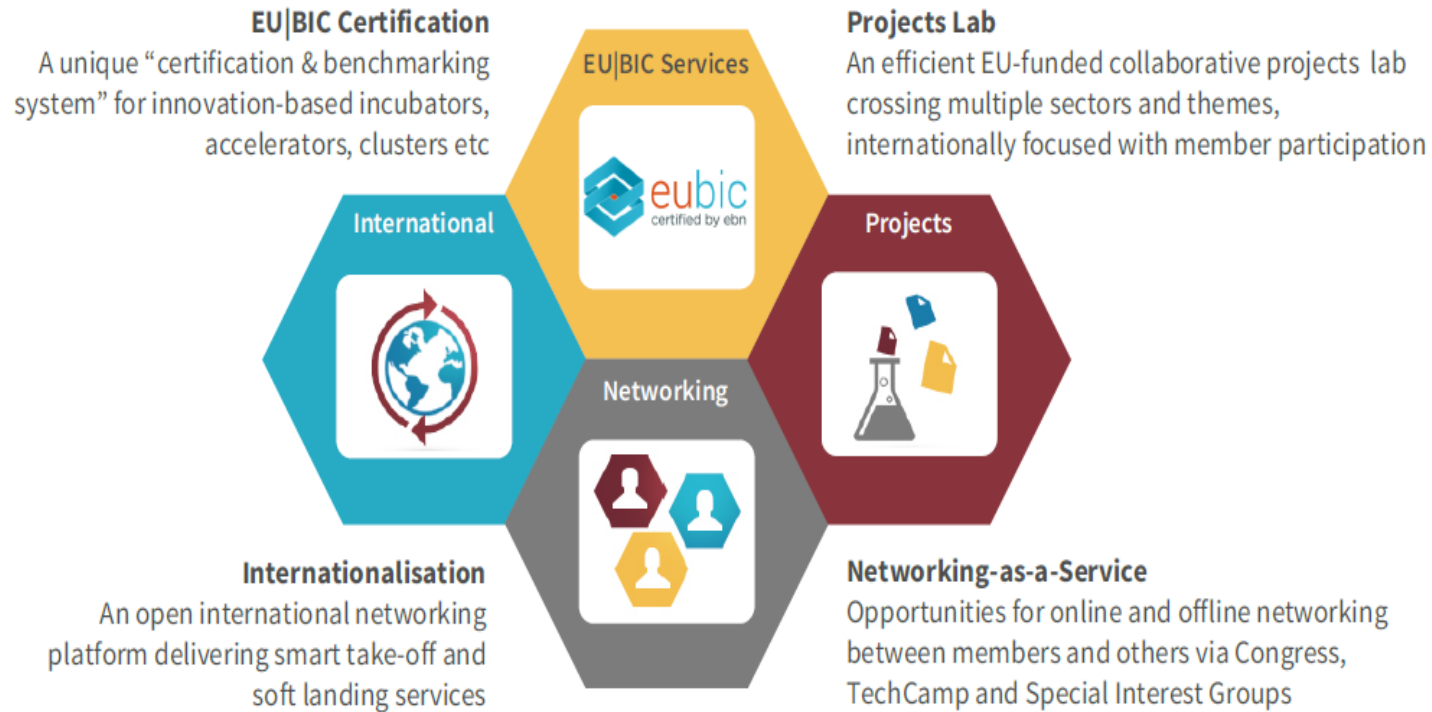 EU|BIC Certification
A unique “certification & benchmarking
system” for innovation-based incubators,
accelerators, clusters etc
EU|BIC Services
eubic
certified by ebn
Projects Lab
An efficient EU-funded collaborative projects lab
crossing multiple sectors and themes,
internationally focused with member participation
International
Projects
Networking
Internationalisation
An open international networking
platform delivering smart take-off and
soft landing services
Networking-as-a-Service
Opportunities for online and offline networking
between members and others via Congress,
TechCamp and Special Interest Groups